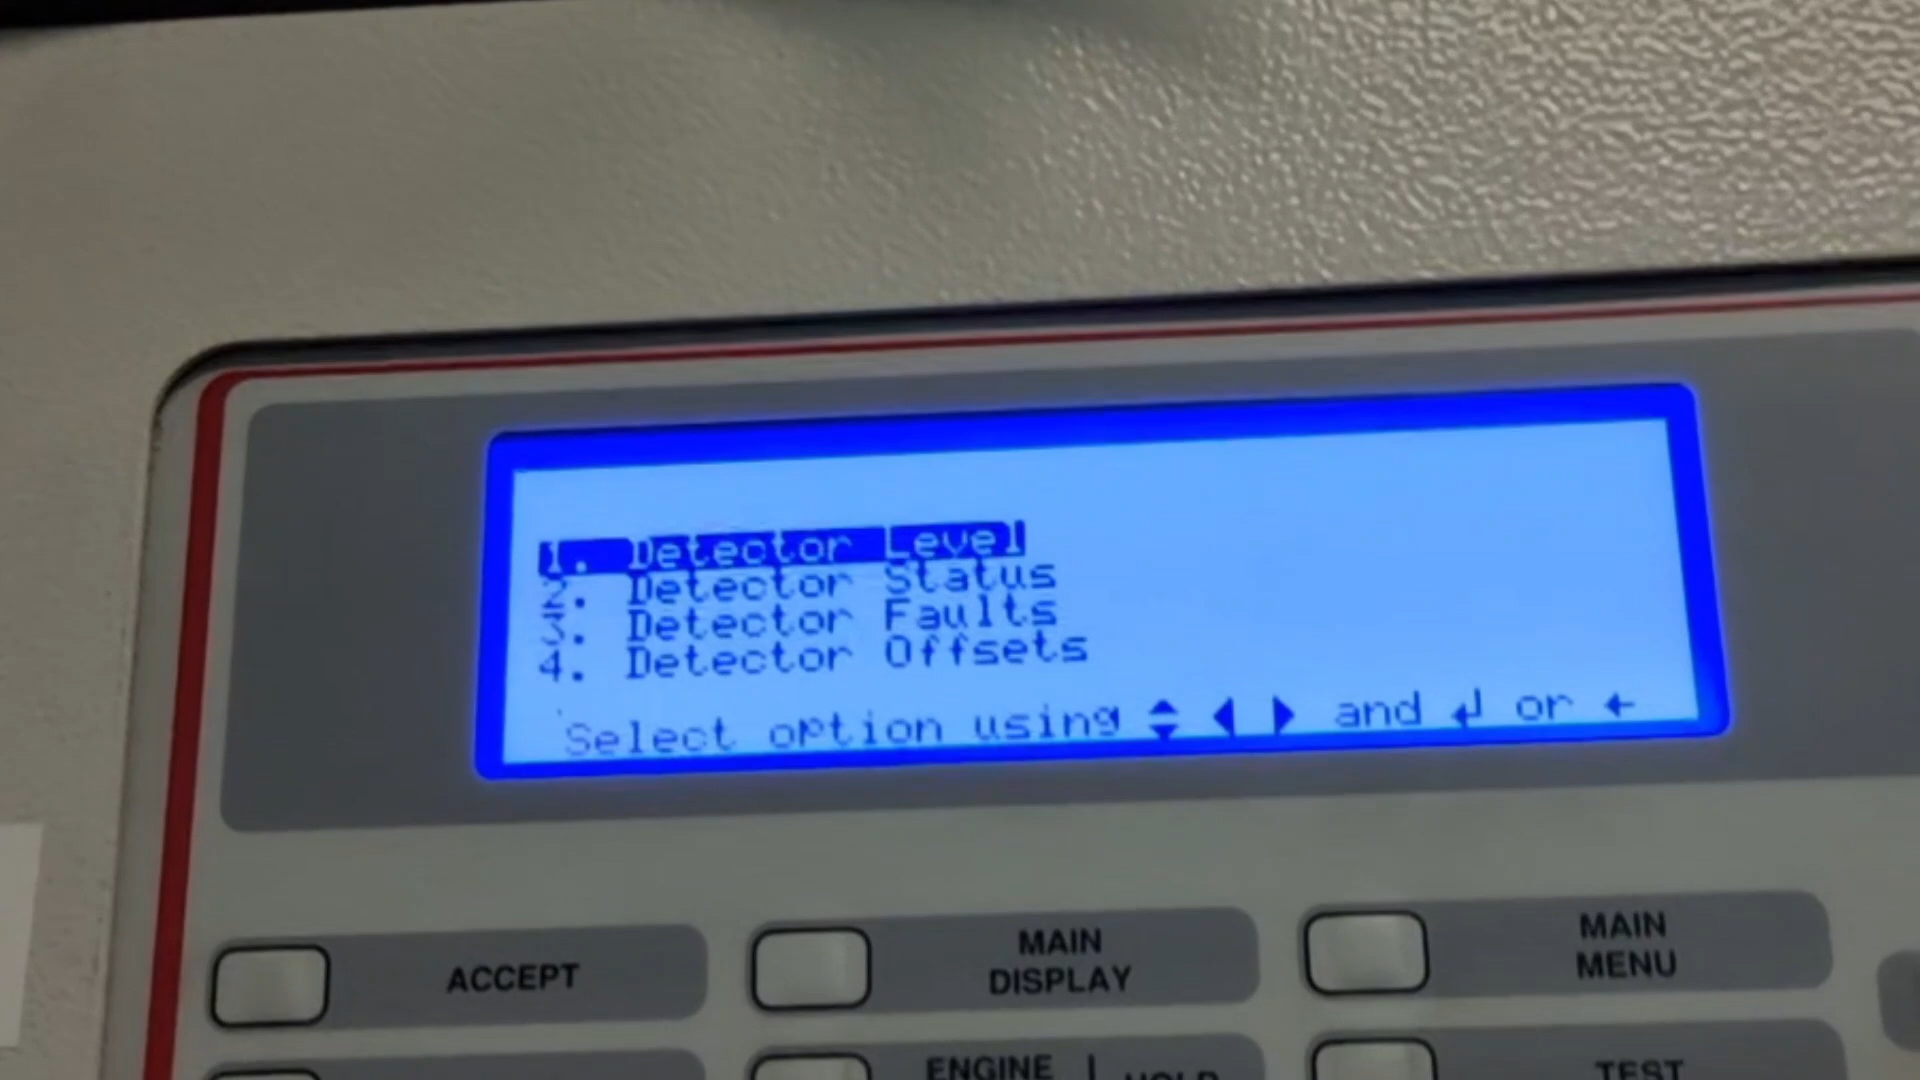 1. Detector Level
2. Detector Status
3. Detector Faults
4. Detector Offsets
Select option using ▲▼ ◀ ▶ and ↵ or ←
ACCEPT
MAIN DISPLAY
MAIN MENU
ENGINE
HOLD
TEST